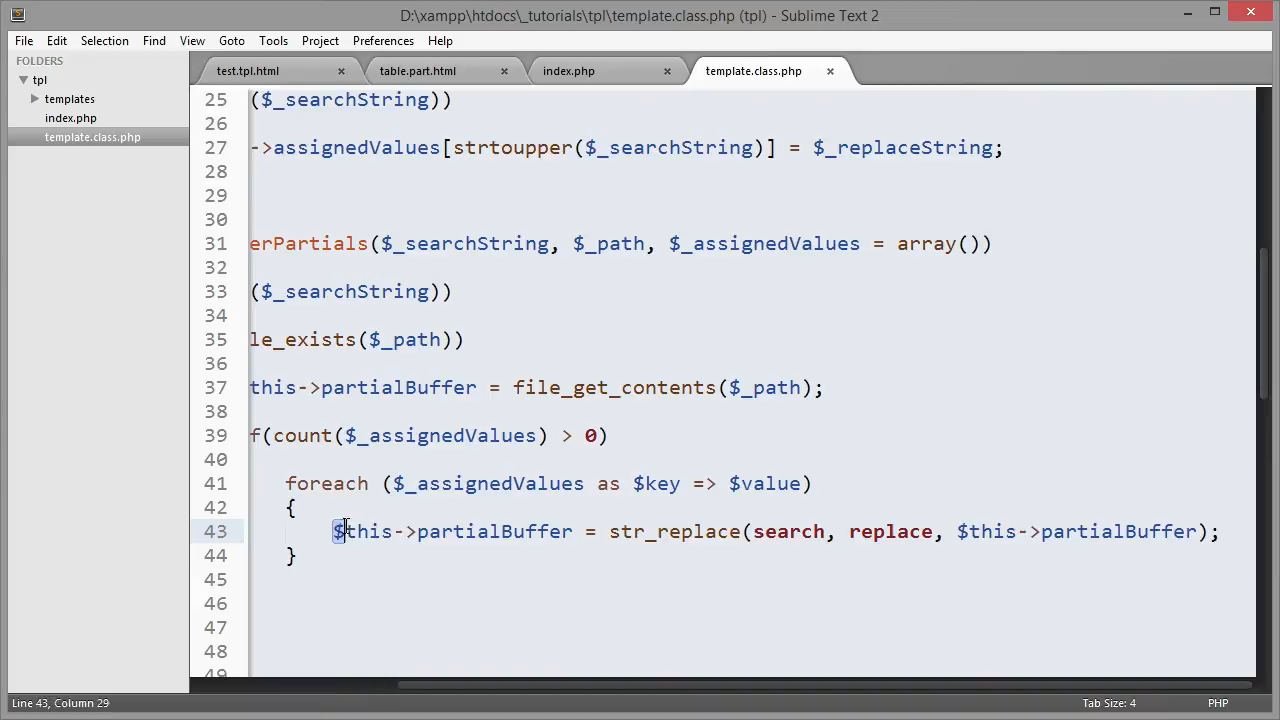 D:\xampp\htdocs\_tutorials\tpl\template.class.php (tpl) - Sublime Text 2
File Edit Selection Find View Goto Tools Project Preferences Help
FOLDERS
tpl
templates
index.php
template.class.php
test.tpl.html table.part.html index.php template.class.php
25 ($_searchString))
26
27 ->assignedValues[strtoupper($_searchString)] = $_replaceString;
28
29
30
31 erPartials($_searchString, $_path, $_assignedValues = array())
32
33 ($_searchString))
34
35 le_exists($_path))
36
37 this->partialBuffer = file_get_contents($_path);
38
39 f(count($_assignedValues) > 0)
40
41 foreach ($_assignedValues as $key => $value)
42 {
43 $this->partialBuffer = str_replace(search, replace, $this->partialBuffer);
44 }
45
46
47
48
49
Line 43, Column 29 Tab Size: 4 PHP